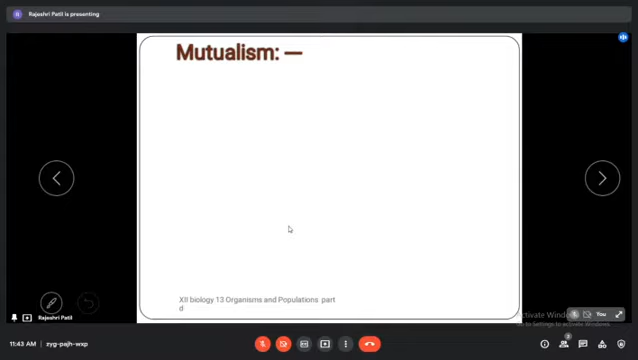 R Rajeshri Patil is presenting
Mutualism: —
XII biology 13 Organisms and Populations part
d
Rajeshri Patil
Activate Windows
Go to Settings to activate Windows
You
11:43 AM zyg-pajh-wxp